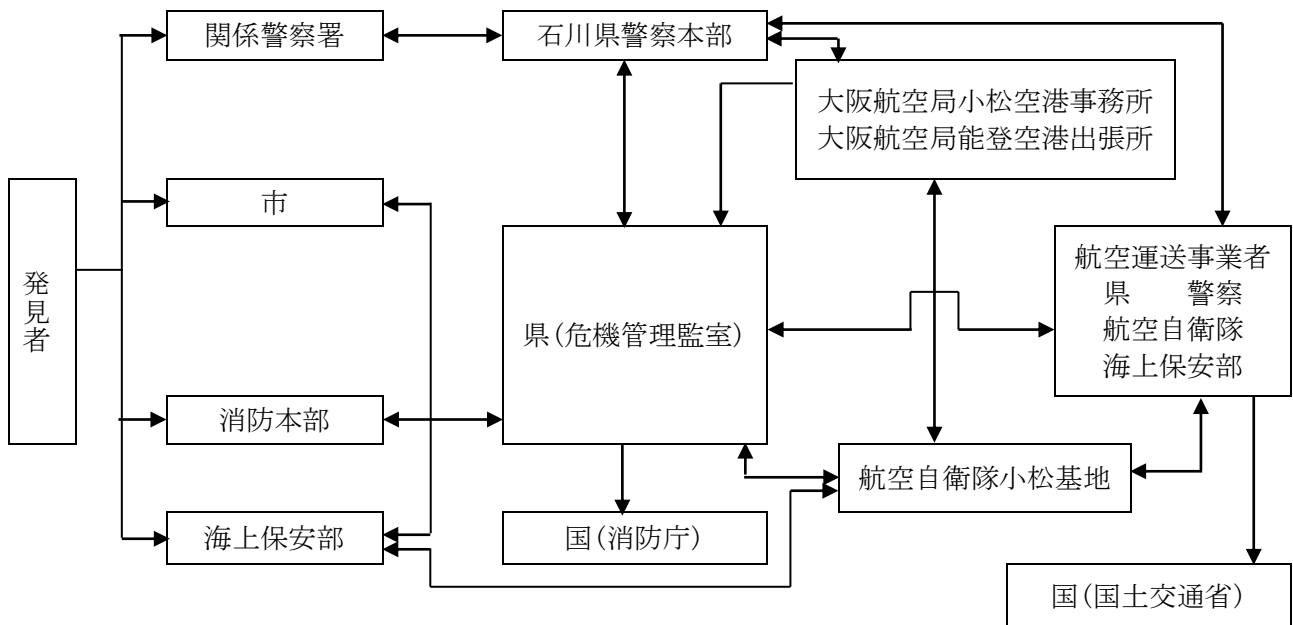 関係警察署
石川県警察本部
大阪航空局小松空港事務所
大阪航空局能登空港出張所
市
発見者
県(危機管理監室)
航空運送事業者
県　　警察
航空自衛隊
海上保安部
消防本部
航空自衛隊小松基地
海上保安部
国(消防庁)
国(国土交通省)